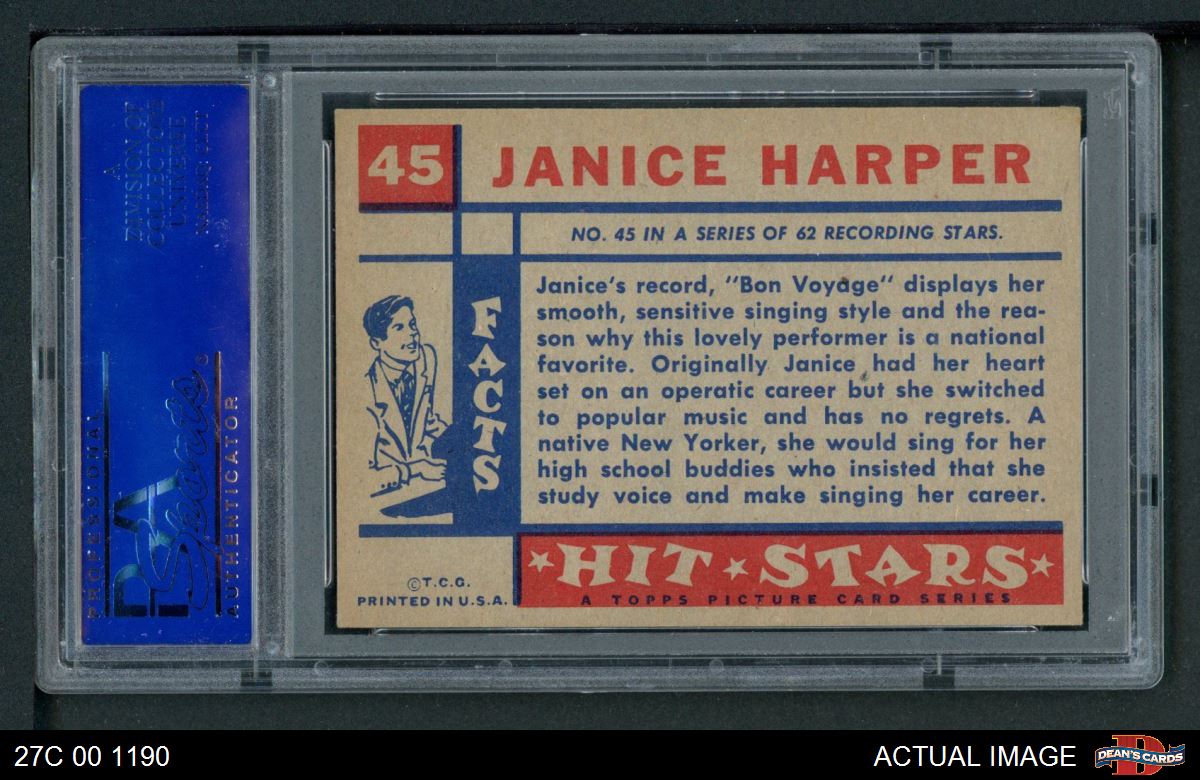 45
JANICE HARPER
NO. 45 IN A SERIES OF 62 RECORDING STARS.
FACTS
Janice's record, "Bon Voyage" displays her
smooth, sensitive singing style and the rea-
son why this lovely performer is a national
favorite. Originally Janice had her heart
set on an operatic career but she switched
to popular music and has no regrets. A
native New Yorker, she would sing for her
high school buddies who insisted that she
study voice and make singing her career.
©T.C.G.
PRINTED IN U.S.A.
HIT STARS
A TOPPS PICTURE CARD SERIES
A
DIVISION OF
COLLECTORS
UNIVERSE
PROFESSIONAL
PSA
Sports
®
AUTHENTICATOR
27C 00 1190
ACTUAL IMAGE
DEAN'S CARDS